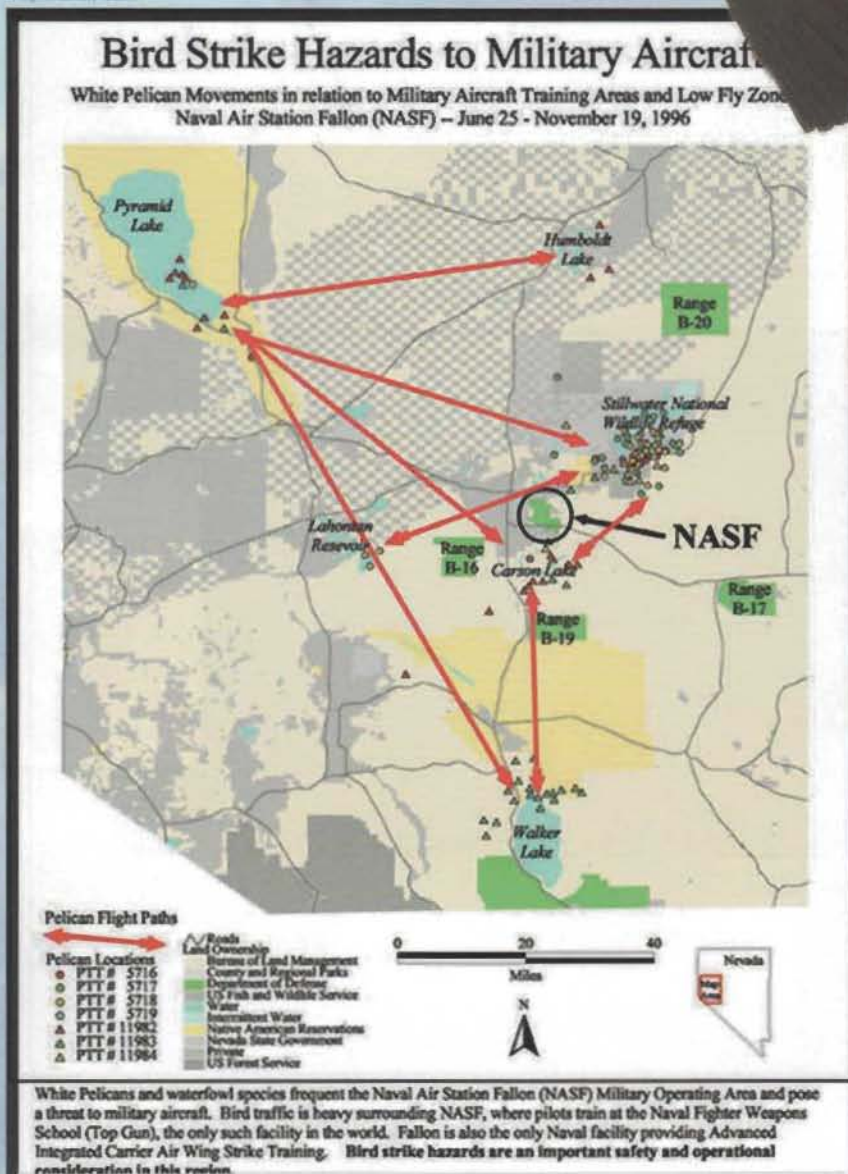 Bird Strike Hazards to Military Aircraf
White Pelican Movements in relation to Military Aircraft Training Areas and Low Fly Zone
Naval Air Station Fallon (NASF) -- June 25 - November 19, 1996
Pyramid
Lake
Humboldt
Lake
Range
B-20
Stillwater National
Wildlife Refuge
Lahontan
Resevoir
Range
B-16
NASF
Carson Lake
Range
B-17
Range
B-19
Walker
Lake
Pelican Flight Paths
Pelican Locations
PTT # 5716
PTT # 5717
PTT # 5718
PTT # 5719
PTT # 11982
PTT # 11983
PTT # 11984
Roads
Land Ownership
Bureau of Land Management
County and Regional Parks
Department of Defense
US Fish and Wildlife Service
Water
Intermittent Water
Native American Reservations
Nevada State Government
Private
US Forest Service
0 20 40
Miles
N
Nevada
Map
Area
White Pelicans and waterfowl species frequent the Naval Air Station Fallon (NASF) Military Operating Area and pose
a threat to military aircraft. Bird traffic is heavy surrounding NASF, where pilots train at the Naval Fighter Weapons
School (Top Gun), the only such facility in the world. Fallon is also the only Naval facility providing Advanced
Integrated Carrier Air Wing Strike Training. Bird strike hazards are an important safety and operational
consideration in this region.